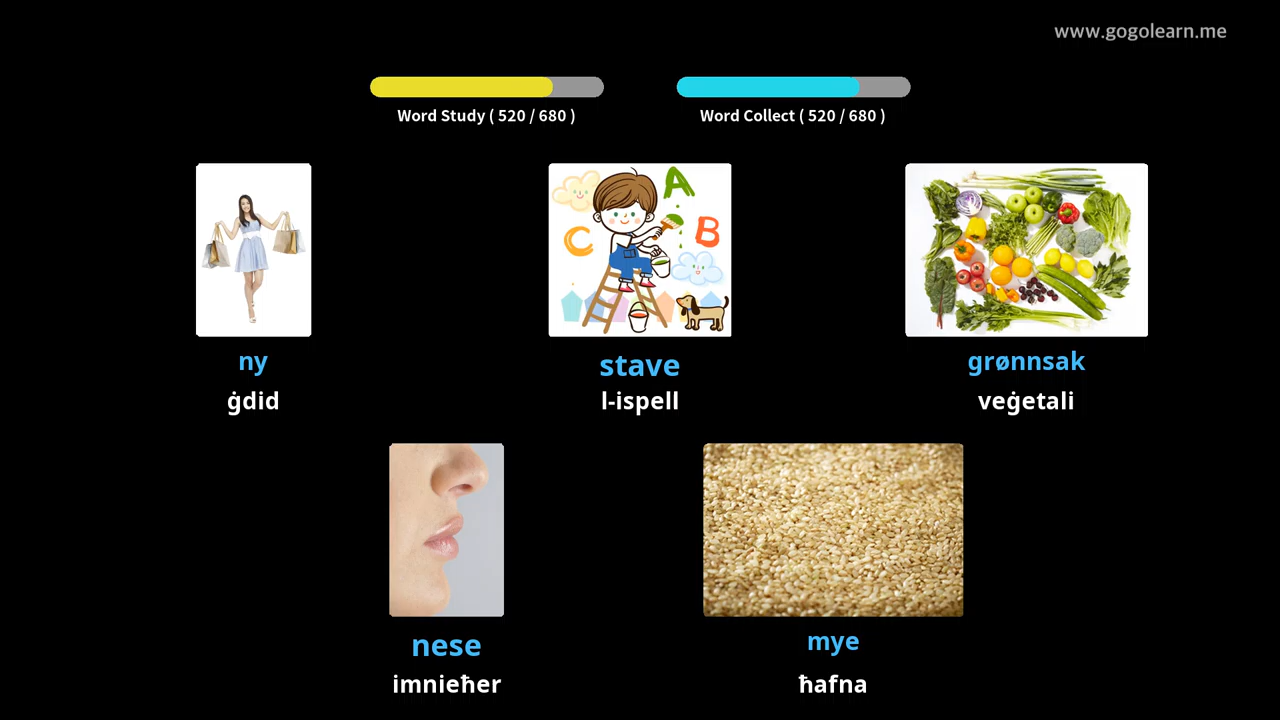 www.gogolearn.me
Word Study ( 520 / 680 )
Word Collect ( 520 / 680 )
A
B
C
ny
stave
grønnsak
ġdid
l-ispell
veġetali
nese
mye
imnieħer
ħafna